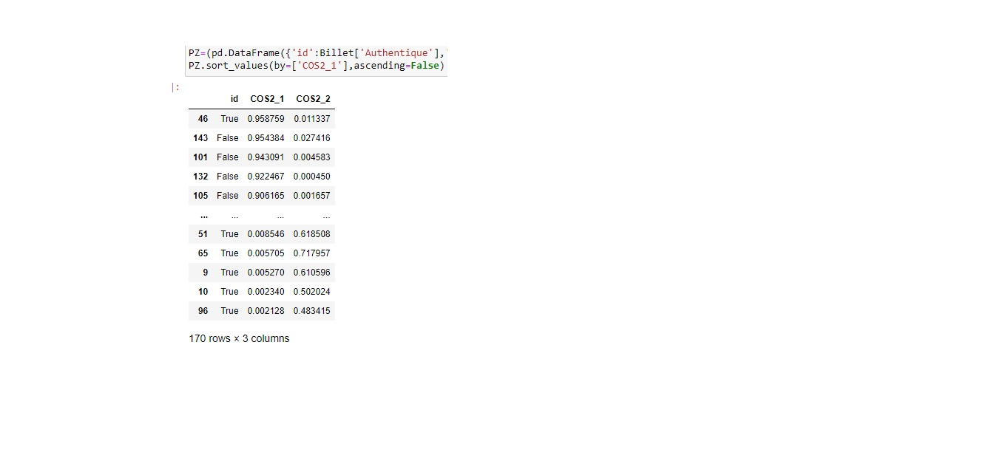 PZ=(pd.DataFrame({'id':Billet['Authentique'],'
PZ.sort_values(by=['COS2_1'],ascending=False)
]:
id COS2_1 COS2_2
46 True 0.958759 0.011337
143 False 0.954384 0.027416
101 False 0.943091 0.004583
132 False 0.922467 0.000450
105 False 0.906165 0.001657
... ... ... ...
51 True 0.008546 0.618508
65 True 0.005705 0.717957
9 True 0.005270 0.610596
10 True 0.002340 0.502024
96 True 0.002128 0.483415
170 rows × 3 columns